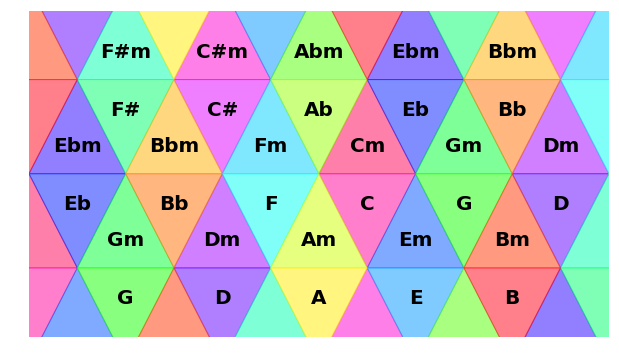 F#m C#m Abm Ebm Bbm
F# C# Ab Eb Bb
Ebm Bbm Fm Cm Gm Dm
Eb Bb F C G D
Gm Dm Am Em Bm
G D A E B